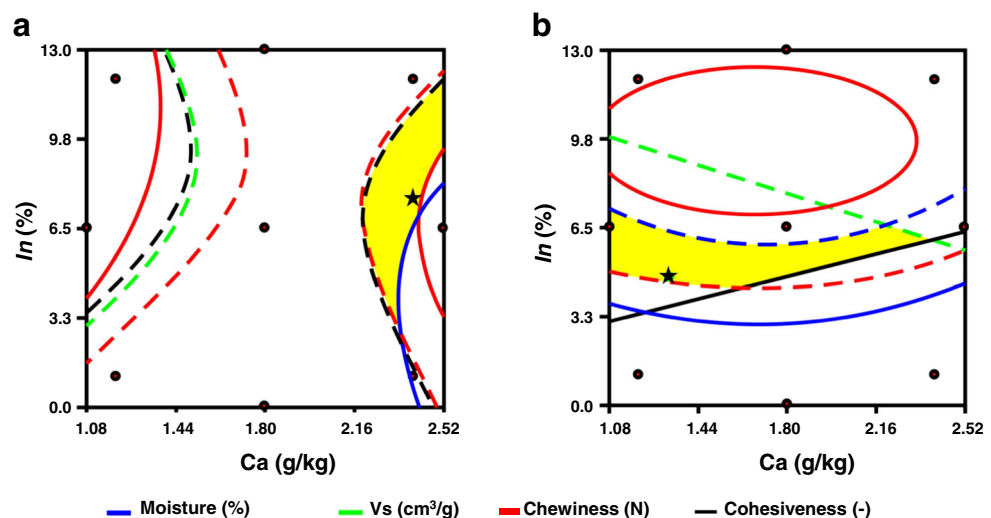 a
b
13.0
9.8
6.5
3.3
0.0
In (%)
1.08 1.44 1.80 2.16 2.52
Ca (g/kg)
13.0
9.8
6.5
3.3
0.0
In (%)
1.08 1.44 1.80 2.16 2.52
Ca (g/kg)
Moisture (%) Vs (cm³/g) Chewiness (N) Cohesiveness (-)